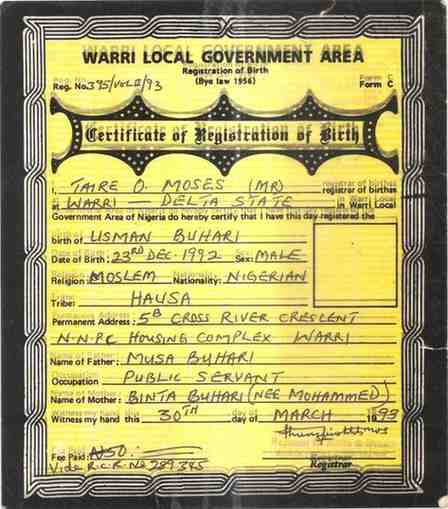 WARRI LOCAL GOVERNMENT AREA
Registration of Birth
(Bye law 1956)
Reg. No. 395/VOL II/93 Form C
Certificate of Registration of Birth
I, TAIRE O. MOSES (MR) registrar of births
WARRI — DELTA STATE in Warri Local
Government Area of Nigeria do hereby certify that I have this day registered the
birth of USMAN BUHARI
Date of Birth: 23RD DEC. 1992 Sex: MALE
Religion MOSLEM Nationality: NIGERIAN
Tribe: HAUSA
Permanent Address: 5B CROSS RIVER CRESCENT
N.N.P.C HOUSING COMPLEX WARRI
Name of Father: MUSA BUHARI
Occupation PUBLIC SERVANT
Name of Mother: BINTA BUHARI (NEE MOHAMMED)
Witness my hand this 30TH day of MARCH 1993
Fee Paid: N50:
Vide R.C.R. No 289345 Registrar